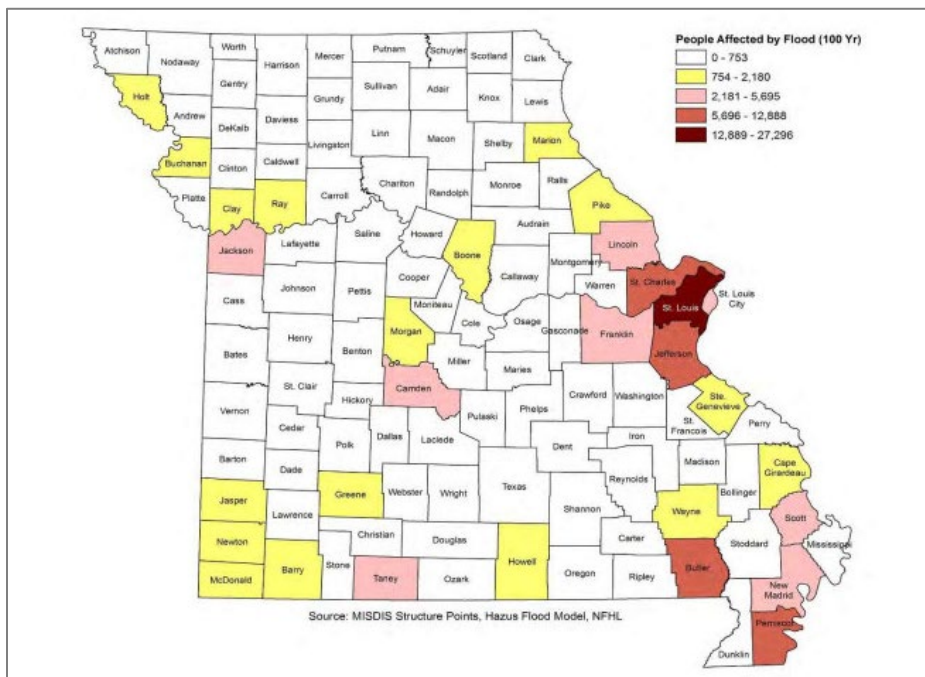 People Affected by Flood (100 Yr)
0 - 753
754 - 2,180
2,181 - 5,695
5,696 - 12,888
12,889 - 27,296
Atchison
Nodaway
Worth
Harrison
Mercer
Putnam
Schuyler
Scotland
Clark
Holt
Gentry
Sullivan
Adair
Knox
Lewis
Andrew
DeKalb
Daviess
Grundy
Linn
Macon
Shelby
Marion
Buchanan
Clinton
Caldwell
Livingston
Chariton
Randolph
Monroe
Ralls
Platte
Clay
Ray
Carroll
Pike
Audrain
Jackson
Lafayette
Saline
Howard
Boone
Callaway
Montgomery
Lincoln
Cooper
Warren
St. Charles
St. Louis
City
St. Louis
Cass
Johnson
Pettis
Moniteau
Morgan
Cole
Osage
Gasconade
Franklin
Jefferson
Bates
Henry
Benton
Miller
Maries
Camden
St. Clair
Hickory
Pulaski
Phelps
Crawford
Washington
Ste.
Genevieve
St.
Francois
Perry
Vernon
Cedar
Polk
Dallas
Laclede
Dent
Iron
Madison
Cape
Girardeau
Barton
Dade
Reynolds
Bollinger
Jasper
Greene
Webster
Wright
Texas
Shannon
Wayne
Scott
Lawrence
Newton
Christian
Douglas
Howell
Carter
Stoddard
Mississippi
McDonald
Barry
Stone
Taney
Ozark
Oregon
Ripley
Butler
New
Madrid
Pemiscot
Dunklin
Source: MISDIS Structure Points, Hazus Flood Model, NFHL